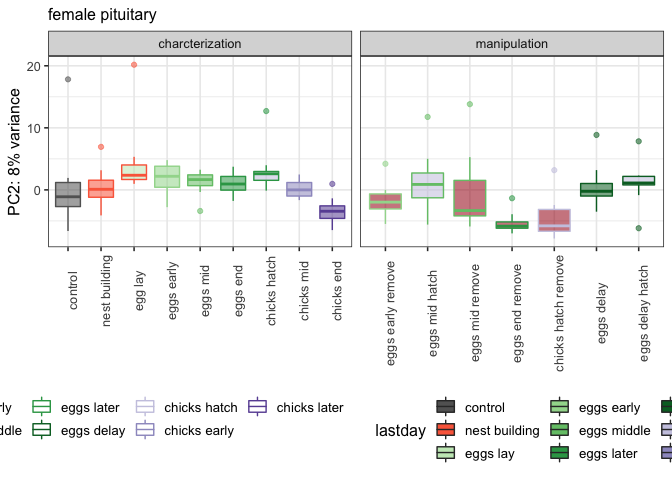 female pituitary
charcterization
manipulation
PC2: 8% variance
20
10
0
control
nest building
egg lay
eggs early
eggs mid
eggs end
chicks hatch
chicks mid
chicks end
eggs early remove
eggs mid hatch
eggs mid remove
eggs end remove
chicks hatch remove
eggs delay
eggs delay hatch
eggs later
chicks hatch
chicks later
eggs delay
chicks early
lastday
control
eggs early
nest building
eggs middle
eggs lay
eggs later